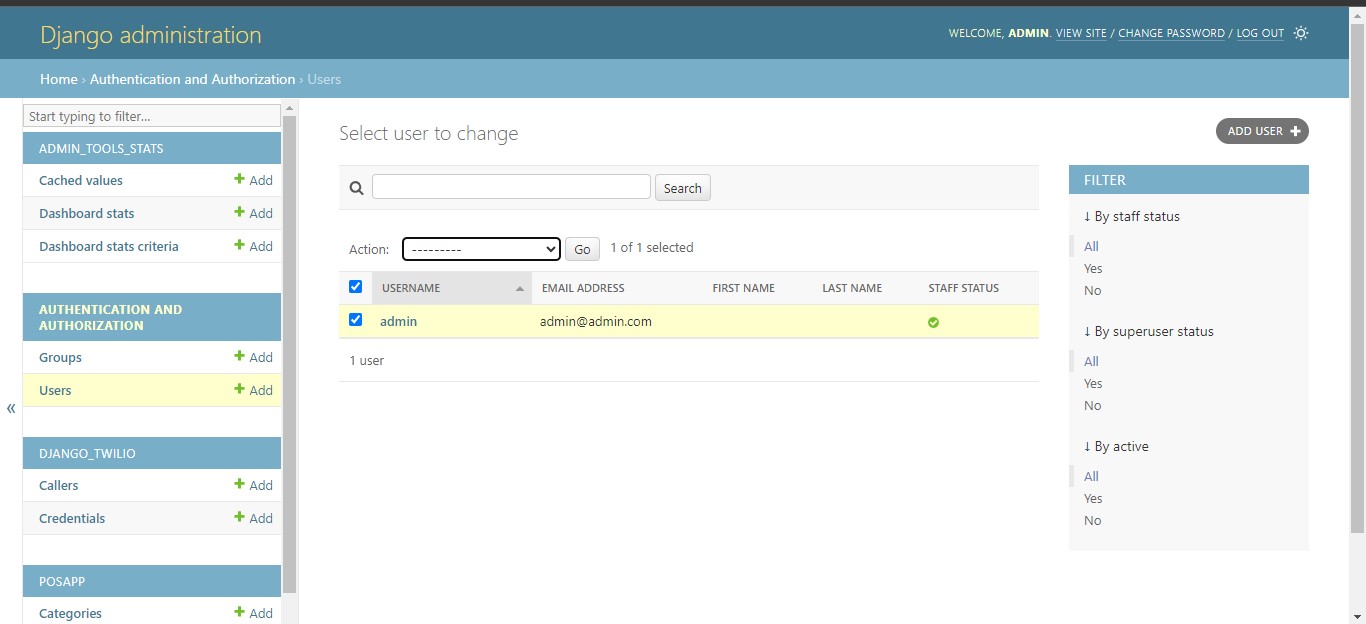 Django administration
WELCOME, ADMIN. VIEW SITE / CHANGE PASSWORD / LOG OUT
Home › Authentication and Authorization › Users
Start typing to filter...
ADMIN_TOOLS_STATS
Cached values Add
Dashboard stats Add
Dashboard stats criteria Add
AUTHENTICATION AND
AUTHORIZATION
Groups Add
Users Add
«
DJANGO_TWILIO
Callers Add
Credentials Add
POSAPP
Categories Add
Select user to change
ADD USER
Search
Action: --------- Go 1 of 1 selected
USERNAME EMAIL ADDRESS FIRST NAME LAST NAME STAFF STATUS
admin admin@admin.com
1 user
FILTER
↓ By staff status
All
Yes
No
↓ By superuser status
All
Yes
No
↓ By active
All
Yes
No